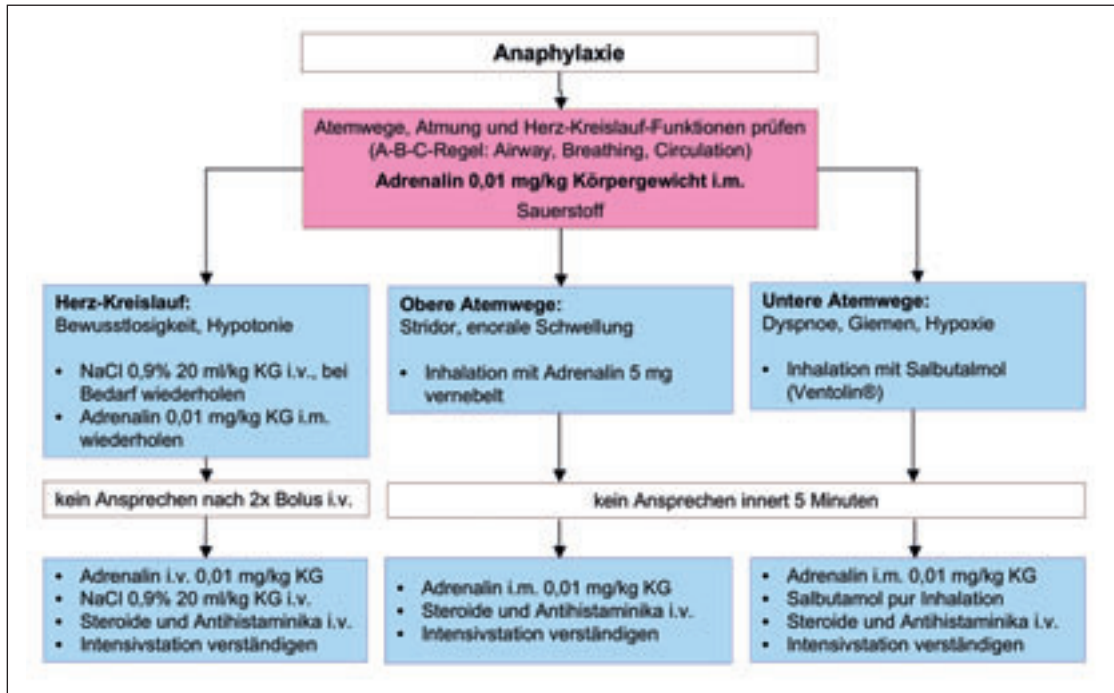 Anaphylaxie
Atemwege, Atmung und Herz-Kreislauf-Funktionen prüfen
(A-B-C-Regel: Airway, Breathing, Circulation)
Adrenalin 0,01 mg/kg Körpergewicht i.m.
Sauerstoff
Herz-Kreislauf:
Bewusstlosigkeit, Hypotonie
• NaCl 0,9% 20 ml/kg KG i.v., bei
Bedarf wiederholen
• Adrenalin 0,01 mg/kg KG i.m.
wiederholen
Obere Atemwege:
Stridor, enorale Schwellung
• Inhalation mit Adrenalin 5 mg
vernebelt
Untere Atemwege:
Dyspnoe, Giemen, Hypoxie
• Inhalation mit Salbutalmol
(Ventolin®)
kein Ansprechen nach 2x Bolus i.v.
kein Ansprechen innert 5 Minuten
• Adrenalin i.v. 0,01 mg/kg KG
• NaCl 0,9% 20 ml/kg KG i.v.
• Steroide und Antihistaminika i.v.
• Intensivstation verständigen
• Adrenalin i.m. 0,01 mg/kg KG
• Steroide und Antihistaminika i.v.
• Intensivstation verständigen
• Adrenalin i.m. 0,01 mg/kg KG
• Salbutamol pur Inhalation
• Steroide und Antihistaminika i.v.
• Intensivstation verständigen